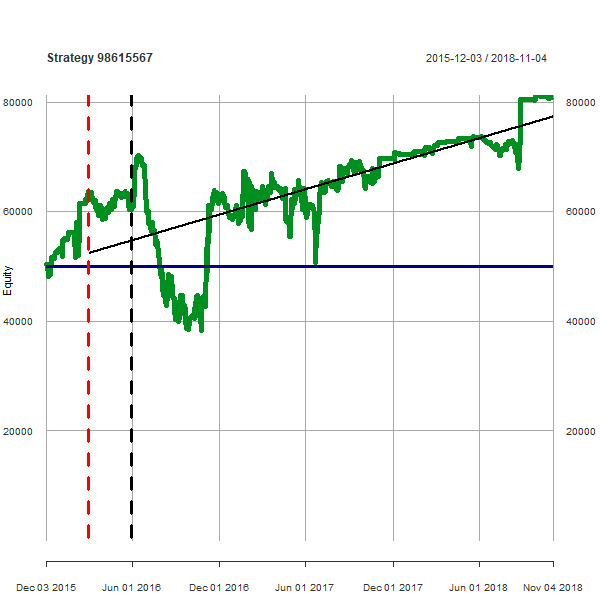 Strategy 98615567 2015-12-03 / 2018-11-04
80000 80000
60000 60000
Equity
40000 40000
20000 20000
Dec 03 2015 Jun 01 2016 Dec 01 2016 Jun 01 2017 Dec 01 2017 Jun 01 2018 Nov 04 2018